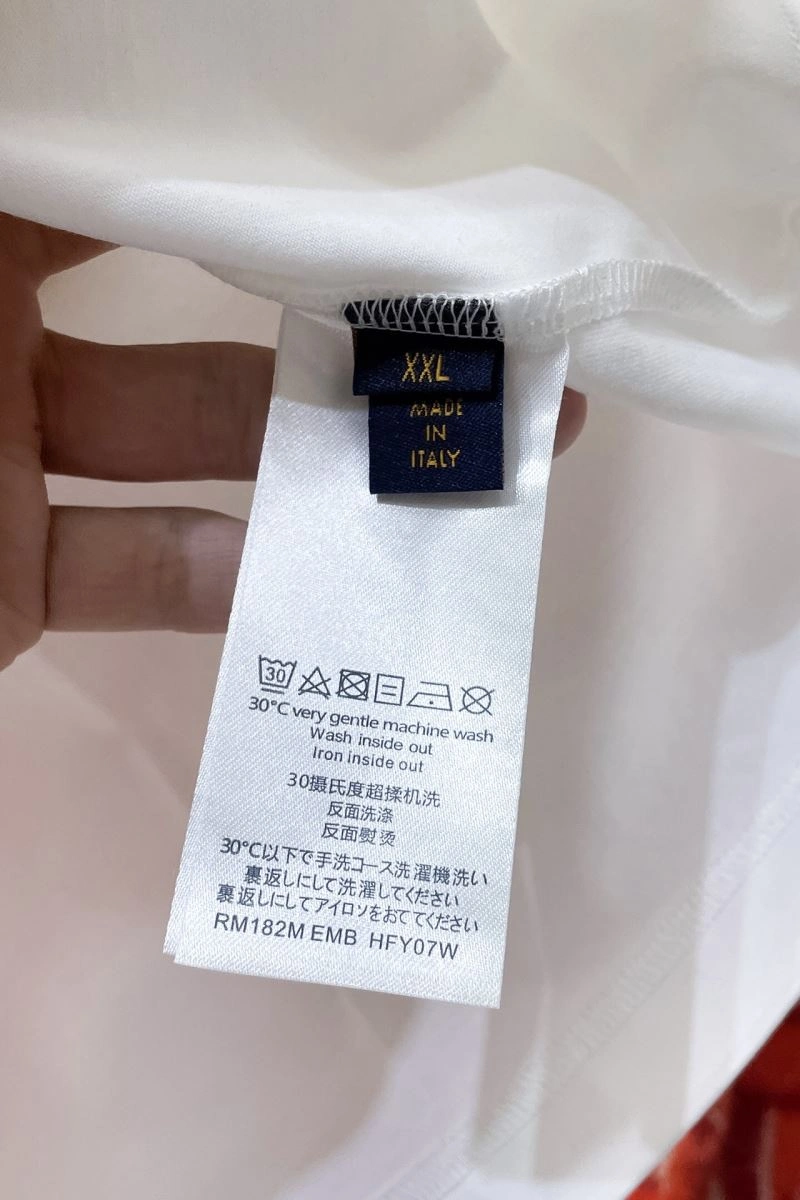 XXL
MADE
IN
ITALY
30
30°C very gentle machine wash
Wash inside out
Iron inside out
30摄氏度超揉机洗
反面洗涤
反面熨烫
30°C以下で手洗コース洗濯機洗い
裏返しにして洗濯してください
裏返しにしてアイロソをおててください
RM182M EMB HFY07W